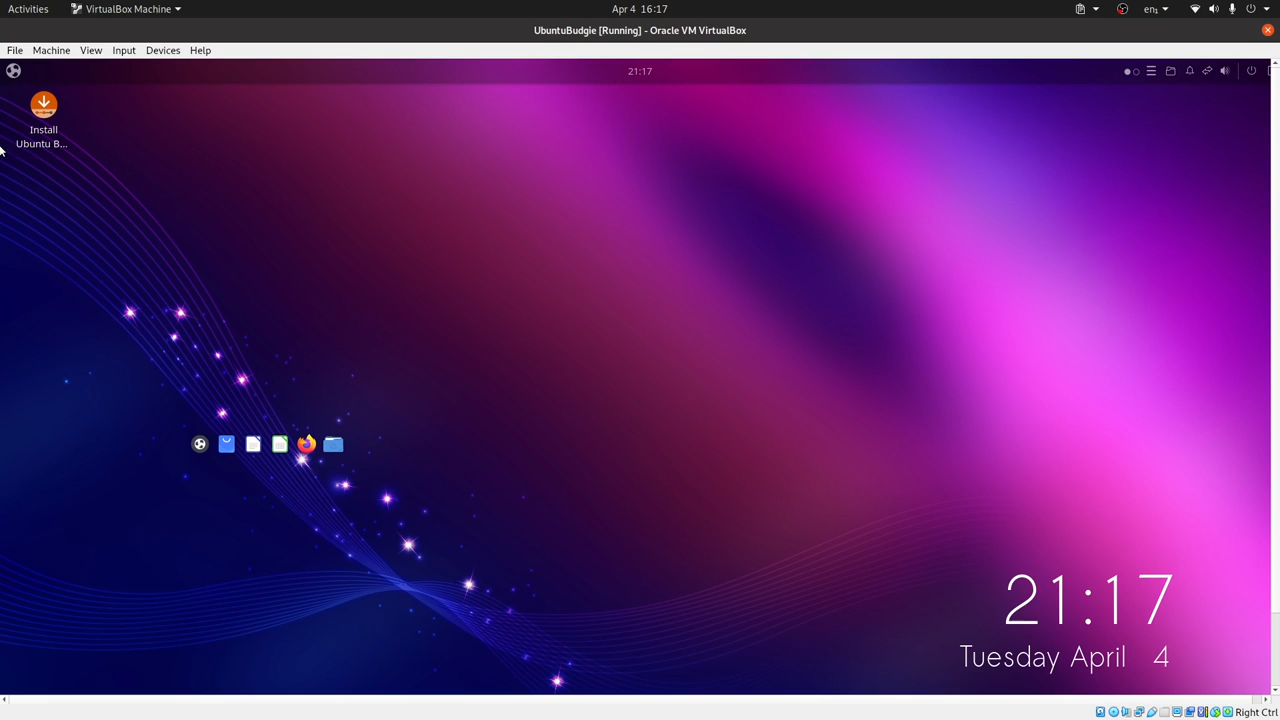 Activities
VirtualBox Machine
Apr 4 16:17
en₁
UbuntuBudgie [Running] - Oracle VM VirtualBox
File Machine View Input Devices Help
21:17
Install
Ubuntu B...
21:17
Tuesday April 4
Right Ctrl